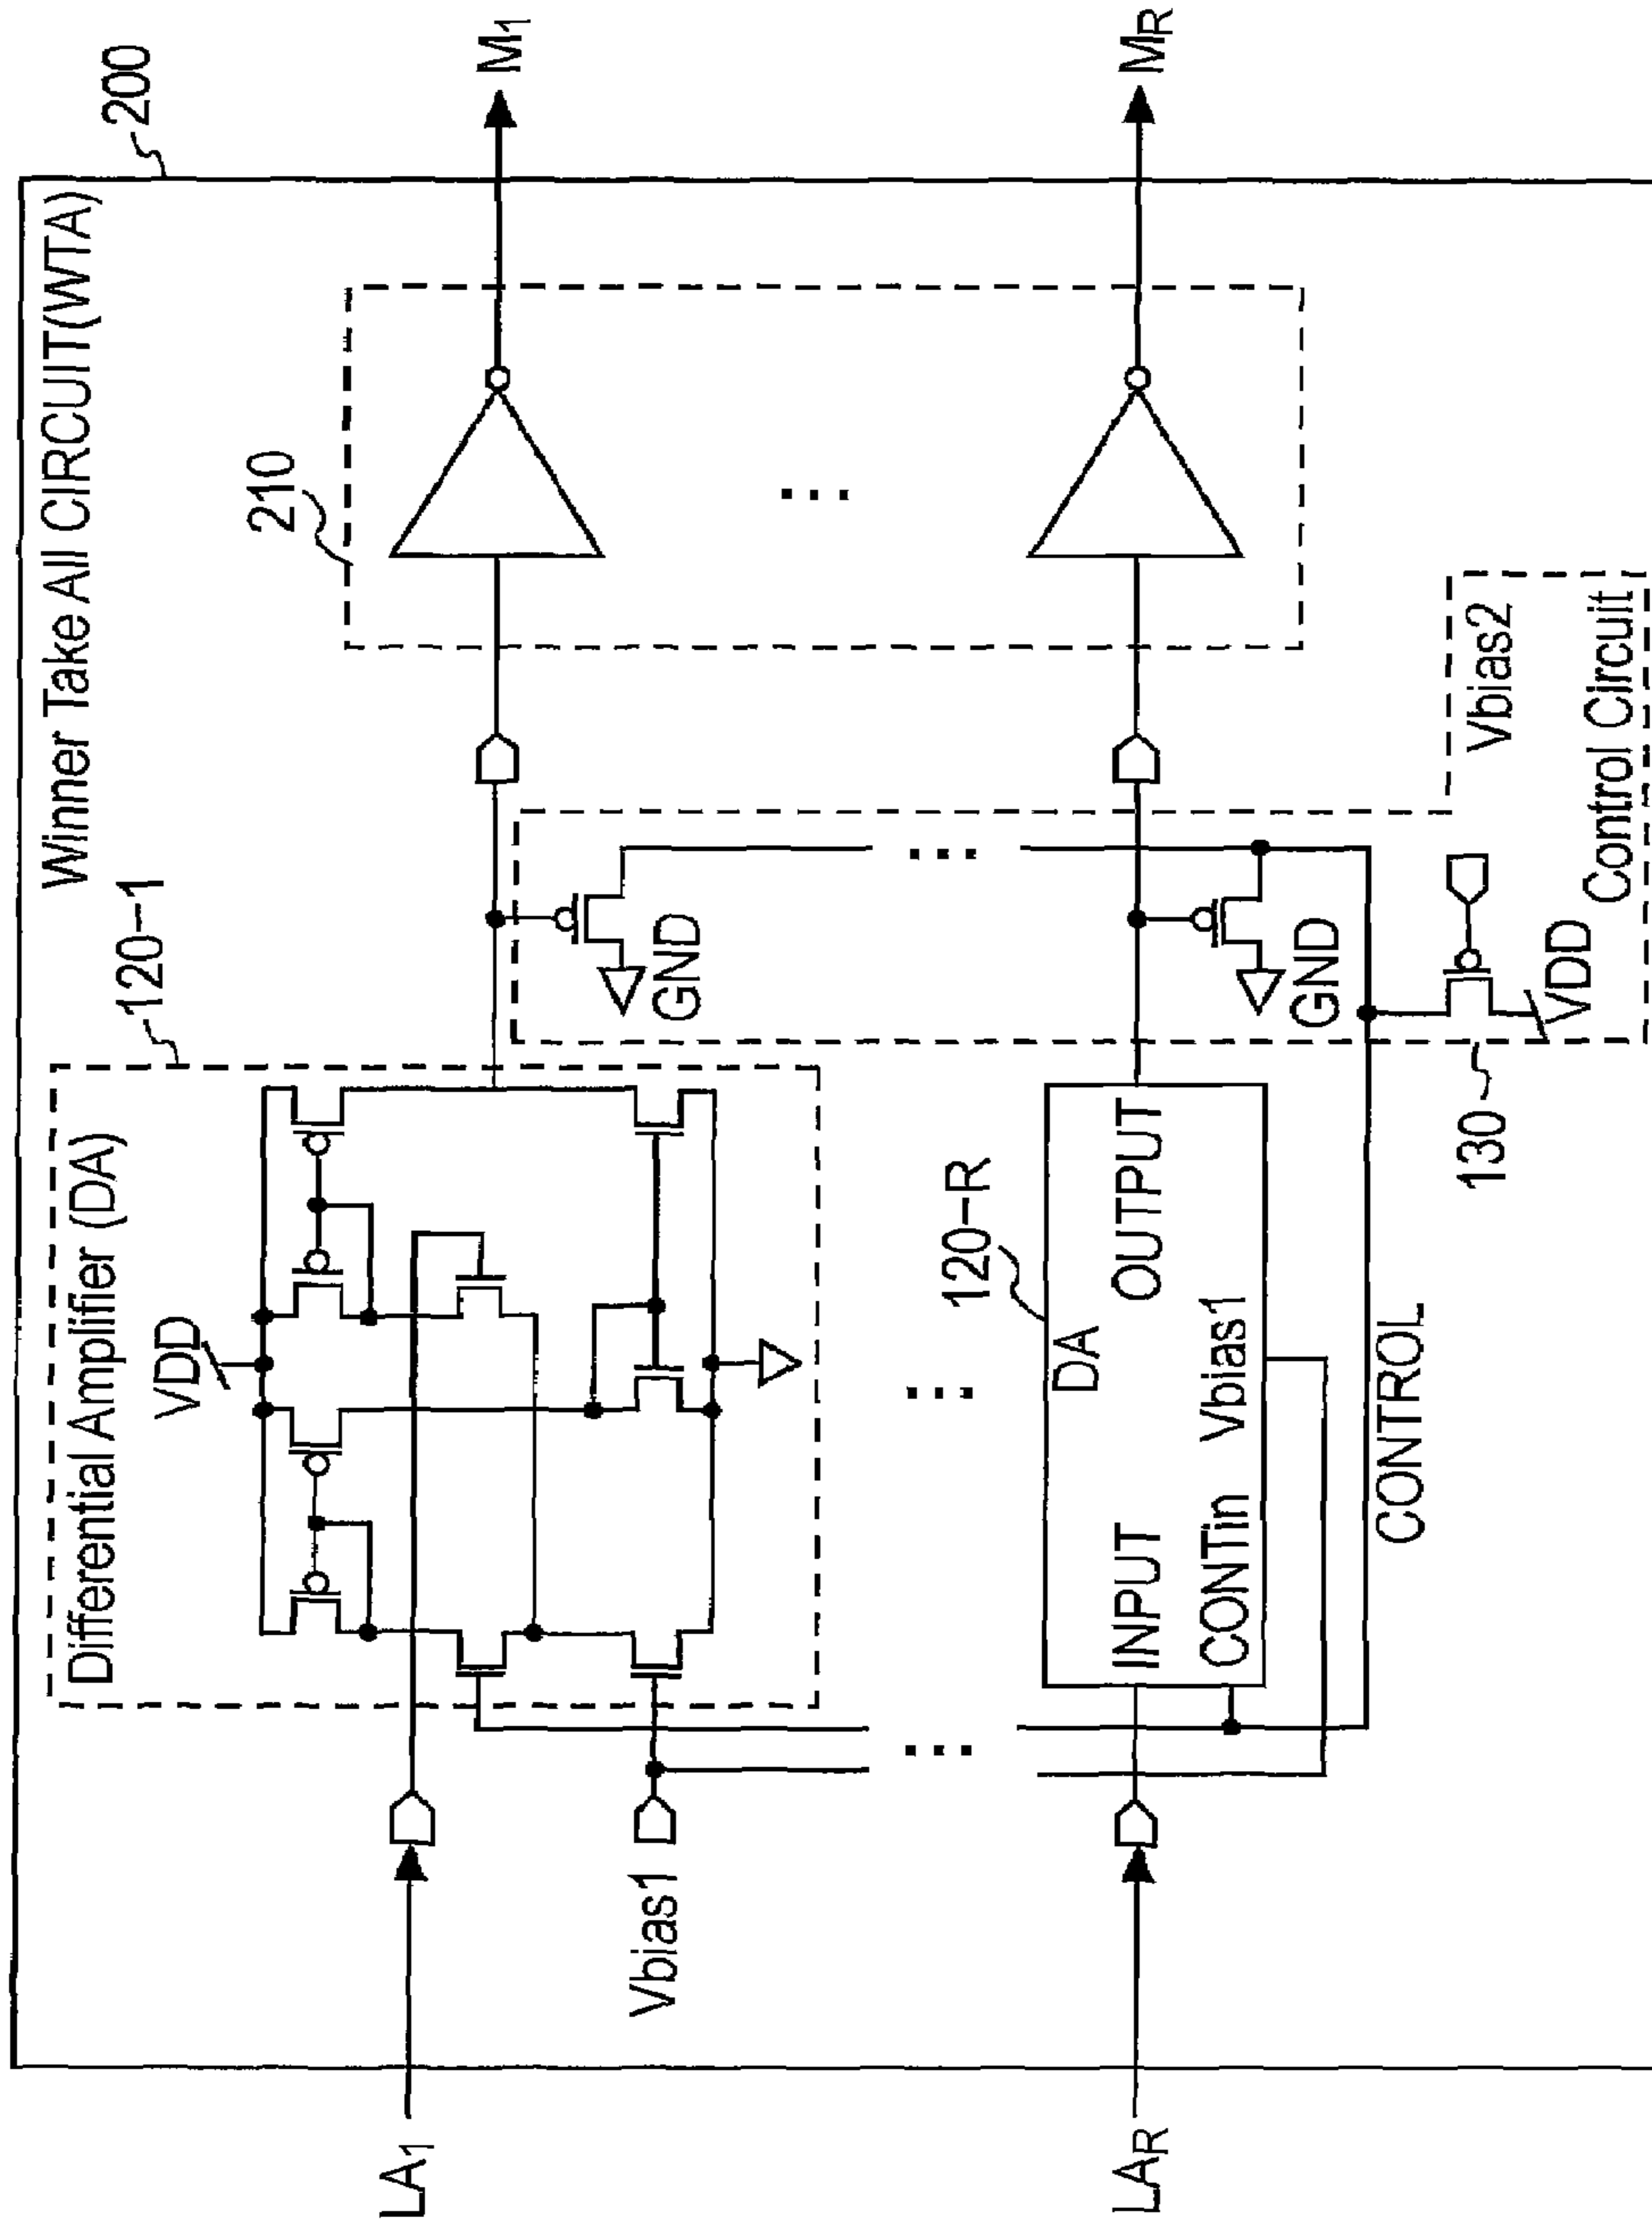 Winner Take All CIRCUIT(WTA)
200
Differential Amplifier (DA)
120-1
VDD
210
LA1
M1
Vbias1
GND
120-R
DA
INPUT
OUTPUT
CONTin
Vbias1
LAR
MR
GND
CONTROL
130
VDD
Vbias2
Control Circuit